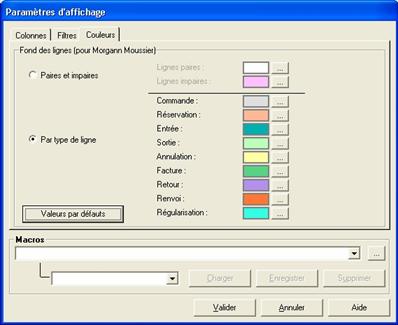 Paramètres d'affichage
Colonnes Filtres Couleurs
Fond des lignes (pour Morgann Moussier)
Paires et impaires
Lignes paires : ...
Lignes impaires : ...
Par type de ligne
Commande : ...
Réservation : ...
Entrée : ...
Sortie : ...
Annulation : ...
Facture : ...
Retour : ...
Renvoi : ...
Régularisation : ...
Valeurs par défauts
Macros
...
Charger Enregistrer Supprimer
Valider Annuler Aide